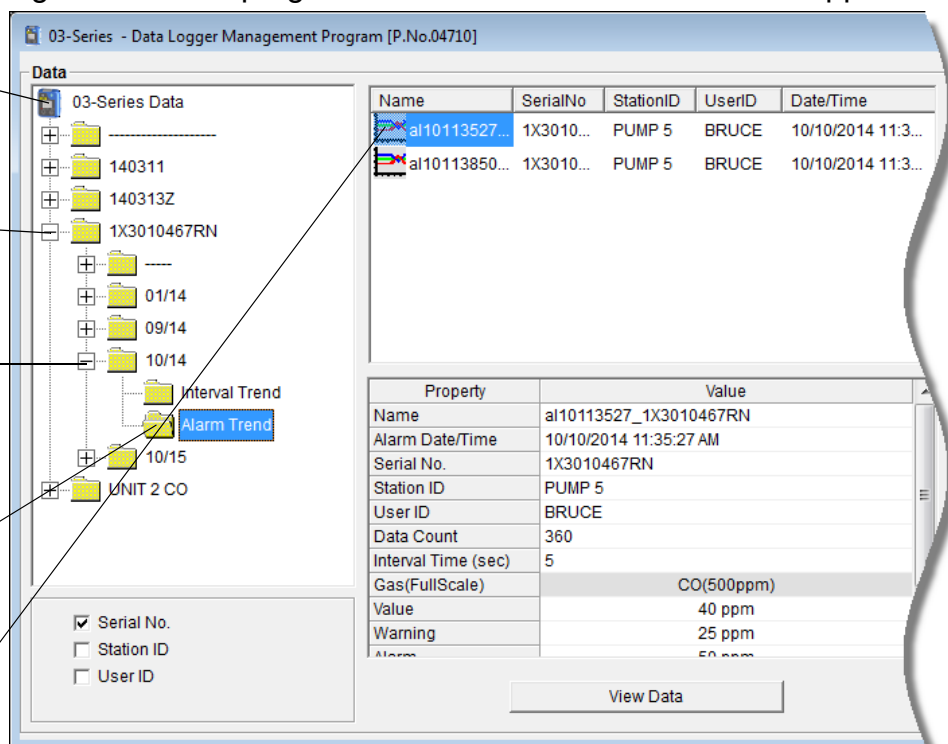 03-Series - Data Logger Management Program [P.No.04710]
Data
03-Series Data
--------------------
140311
140313Z
1X3010467RN
-----
01/14
09/14
10/14
Interval Trend
Alarm Trend
10/15
UNIT 2 CO
Serial No.
Station ID
User ID
Name SerialNo StationID UserID Date/Time
al10113527... 1X3010... PUMP 5 BRUCE 10/10/2014 11:3...
al10113850... 1X3010... PUMP 5 BRUCE 10/10/2014 11:3...
Property Value
Name al10113527_1X3010467RN
Alarm Date/Time 10/10/2014 11:35:27 AM
Serial No. 1X3010467RN
Station ID PUMP 5
User ID BRUCE
Data Count 360
Interval Time (sec) 5
Gas(FullScale) CO(500ppm)
Value 40 ppm
Warning 25 ppm
Alarm 50 ppm
View Data